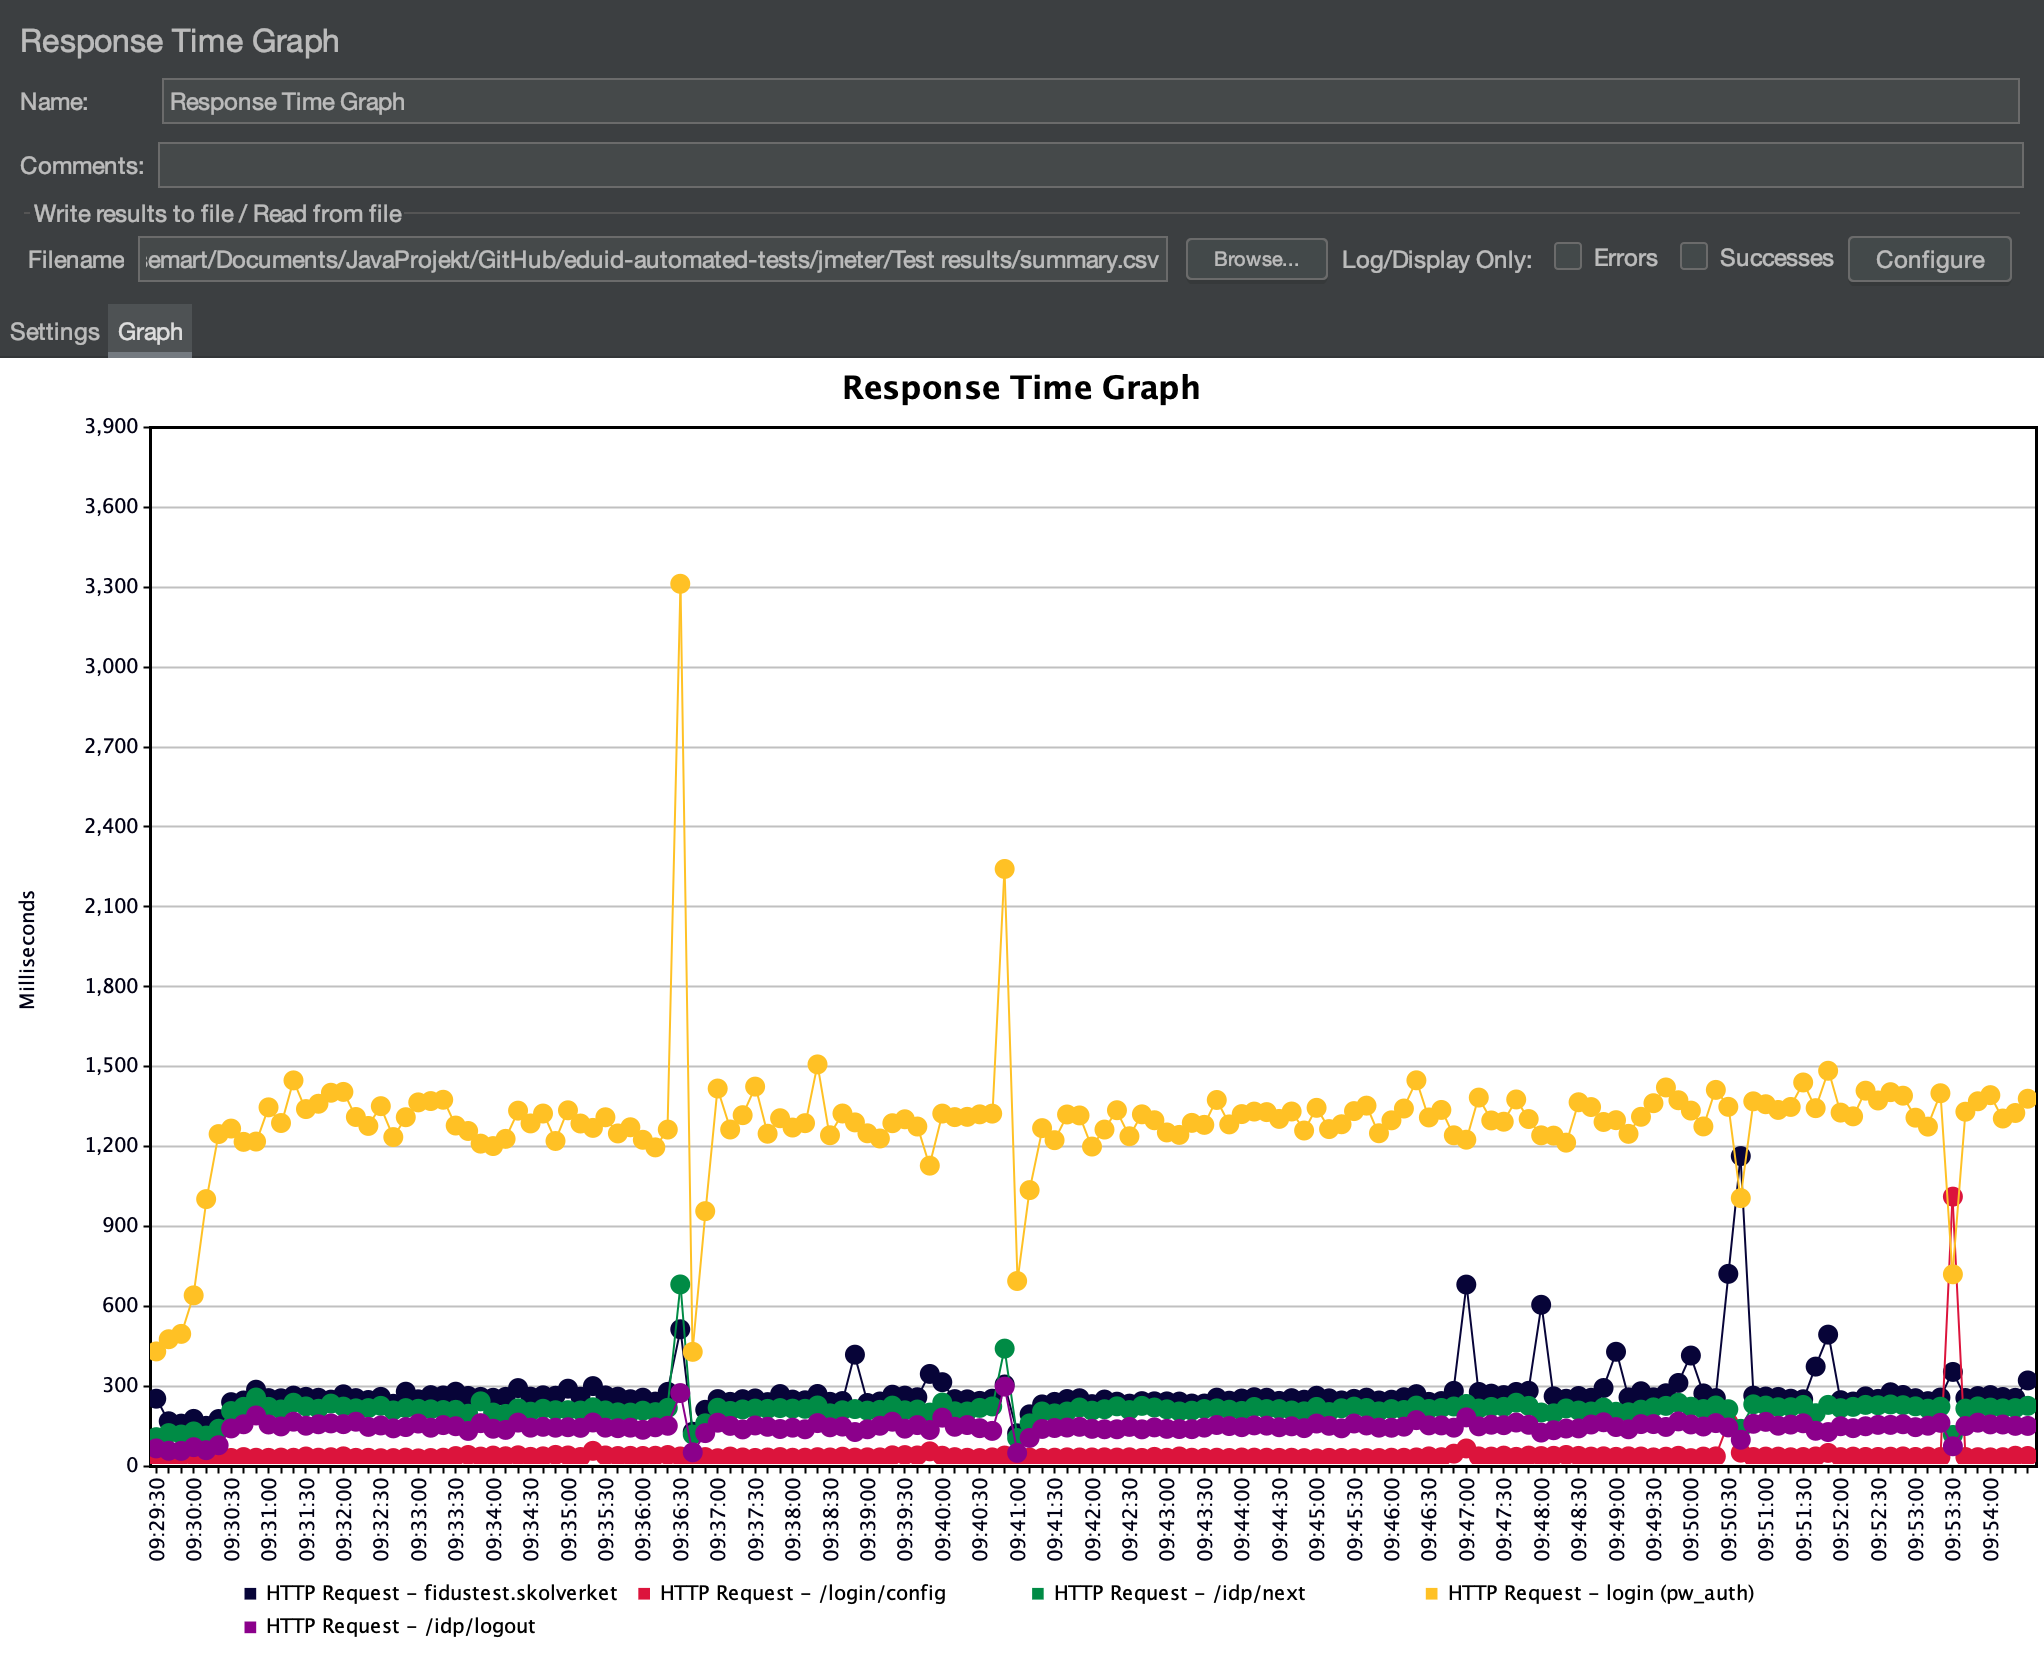 Response Time Graph
Name: Response Time Graph
Comments:
Write results to file / Read from file
Filename emart/Documents/JavaProjekt/GitHub/eduid-automated-tests/jmeter/Test results/summary.csv Browse... Log/Display Only: Errors Successes Configure
Settings Graph
Response Time Graph
Milliseconds
3,900
3,600
3,300
3,000
2,700
2,400
2,100
1,800
1,500
1,200
900
600
300
0
09:29:30 09:30:00 09:30:30 09:31:00 09:31:30 09:32:00 09:32:30 09:33:00 09:33:30 09:34:00 09:34:30 09:35:00 09:35:30 09:36:00 09:36:30 09:37:00 09:37:30 09:38:00 09:38:30 09:39:00 09:39:30 09:40:00 09:40:30 09:41:00 09:41:30 09:42:00 09:42:30 09:43:00 09:43:30 09:44:00 09:44:30 09:45:00 09:45:30 09:46:00 09:46:30 09:47:00 09:47:30 09:48:00 09:48:30 09:49:00 09:49:30 09:50:00 09:50:30 09:51:00 09:51:30 09:52:00 09:52:30 09:53:00 09:53:30 09:54:00
HTTP Request – fidustest.skolverket HTTP Request – /login/config HTTP Request – /idp/next HTTP Request – login (pw_auth)
HTTP Request – /idp/logout